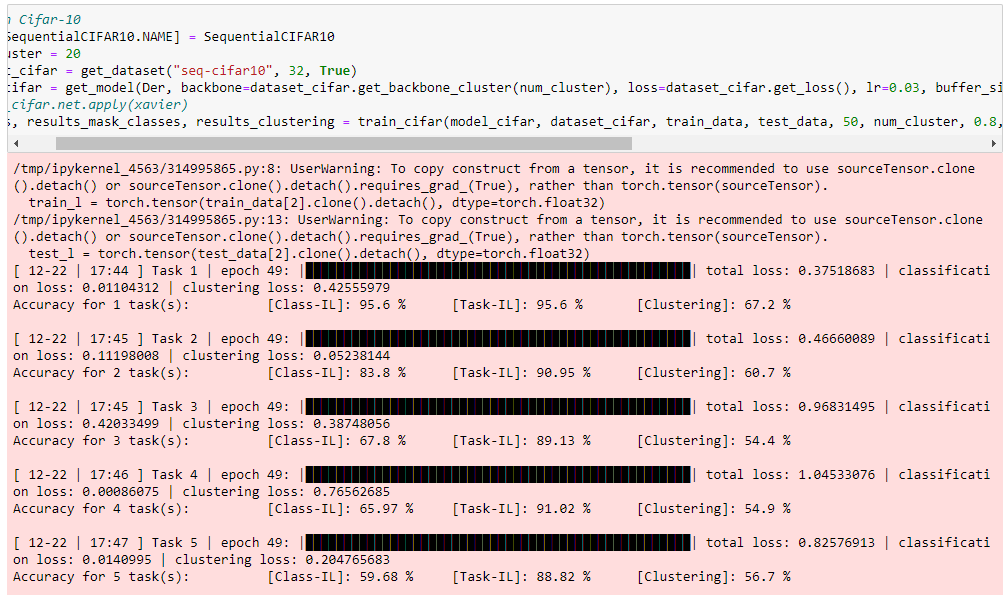 n Cifar-10
SequentialCIFAR10.NAME] = SequentialCIFAR10
uster = 20
t_cifar = get_dataset("seq-cifar10", 32, True)
cifar = get_model(Der, backbone=dataset_cifar.get_backbone_cluster(num_cluster), loss=dataset_cifar.get_loss(), lr=0.03, buffer_si
_cifar.net.apply(xavier)
s, results_mask_classes, results_clustering = train_cifar(model_cifar, dataset_cifar, train_data, test_data, 50, num_cluster, 0.8,
/tmp/ipykernel_4563/314995865.py:8: UserWarning: To copy construct from a tensor, it is recommended to use sourceTensor.clone
().detach() or sourceTensor.clone().detach().requires_grad_(True), rather than torch.tensor(sourceTensor).
train_l = torch.tensor(train_data[2].clone().detach(), dtype=torch.float32)
/tmp/ipykernel_4563/314995865.py:13: UserWarning: To copy construct from a tensor, it is recommended to use sourceTensor.clone
().detach() or sourceTensor.clone().detach().requires_grad_(True), rather than torch.tensor(sourceTensor).
test_l = torch.tensor(test_data[2].clone().detach(), dtype=torch.float32)
[ 12-22 | 17:44 ] Task 1 | epoch 49: || total loss: 0.37518683 | classificati
on loss: 0.01104312 | clustering loss: 0.42555979
Accuracy for 1 task(s): [Class-IL]: 95.6 % [Task-IL]: 95.6 % [Clustering]: 67.2 %
[ 12-22 | 17:45 ] Task 2 | epoch 49: || total loss: 0.46660089 | classificati
on loss: 0.11198008 | clustering loss: 0.05238144
Accuracy for 2 task(s): [Class-IL]: 83.8 % [Task-IL]: 90.95 % [Clustering]: 60.7 %
[ 12-22 | 17:45 ] Task 3 | epoch 49: || total loss: 0.96831495 | classificati
on loss: 0.42033499 | clustering loss: 0.38748056
Accuracy for 3 task(s): [Class-IL]: 67.8 % [Task-IL]: 89.13 % [Clustering]: 54.4 %
[ 12-22 | 17:46 ] Task 4 | epoch 49: || total loss: 1.04533076 | classificati
on loss: 0.00086075 | clustering loss: 0.76562685
Accuracy for 4 task(s): [Class-IL]: 65.97 % [Task-IL]: 91.02 % [Clustering]: 54.9 %
[ 12-22 | 17:47 ] Task 5 | epoch 49: || total loss: 0.82576913 | classificati
on loss: 0.0140995 | clustering loss: 0.204765683
Accuracy for 5 task(s): [Class-IL]: 59.68 % [Task-IL]: 88.82 % [Clustering]: 56.7 %